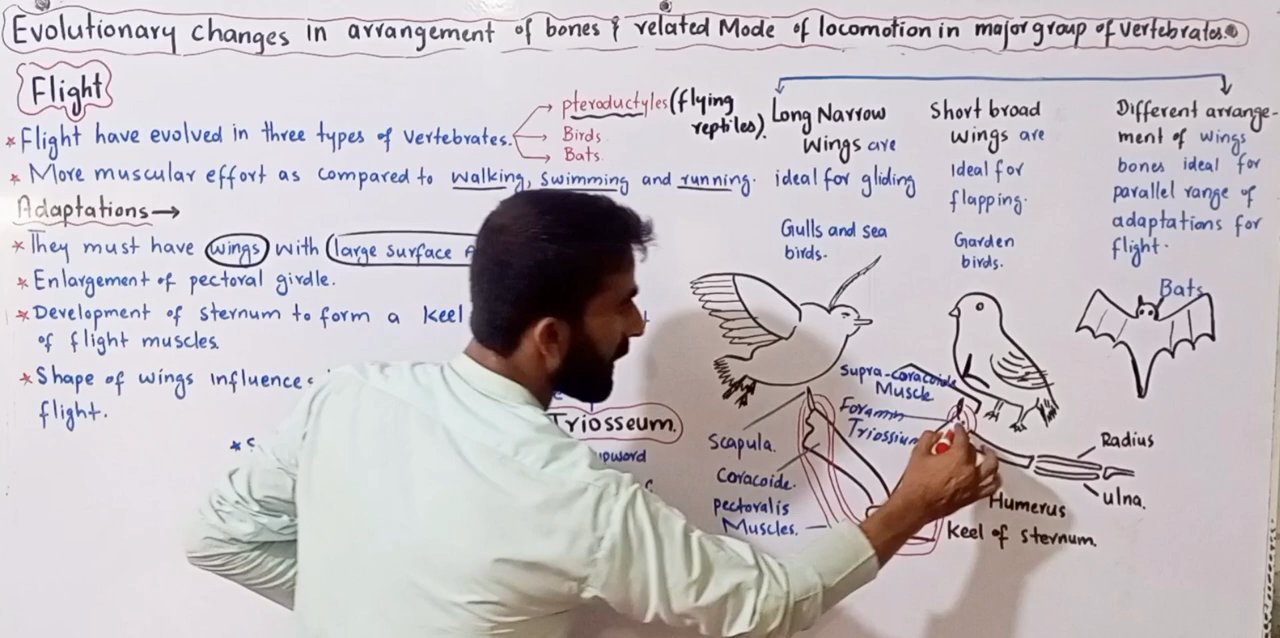 Evolutionary changes in arrangement of bones & related Mode of locomotion in major group of vertebrates.
Flight
* Flight have evolved in three types of vertebrates.
pteroductyles (flying reptiles).
Birds.
Bats.
* More muscular effort as compared to walking, swimming and running.
Adaptations →
* They must have wings with large surface
* Enlargement of pectoral girdle.
* Development of sternum to form a keel
of flight muscles.
* Shape of wings influence
flight.
Triosseum.
upword
Long Narrow
wings are
ideal for gliding
Gulls and sea
birds.
Short broad
wings are
Ideal for
flapping.
Garden
birds.
Different arrange-
ment of wings
bones ideal for
parallel range of
adaptations for
flight.
Bats
Supra-coracoide
Muscle
Foramn
Triossium
Scapula.
Coracoide.
pectoralis
Muscles.
Radius
ulna.
Humerus
Keel of sternum.